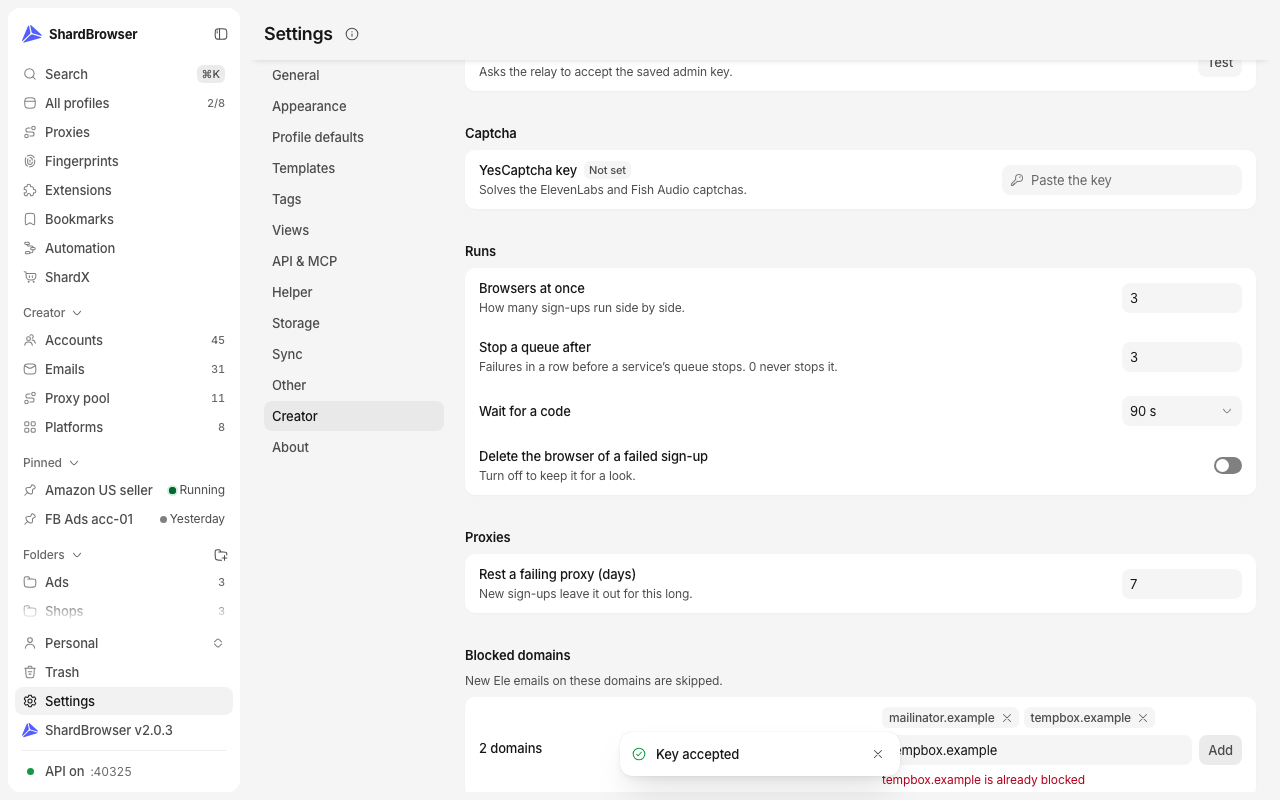 ShardBrowser
Search ⌘K
All profiles 2/8
Proxies
Fingerprints
Extensions
Bookmarks
Automation
ShardX
Creator
Accounts 45
Emails 31
Proxy pool 11
Platforms 8
Pinned
Amazon US seller Running
FB Ads acc-01 Yesterday
Folders
Ads 3
Shops 3
Personal
Trash
Settings
ShardBrowser v2.0.3
API on :40325
Settings
General
Appearance
Profile defaults
Templates
Tags
Views
API & MCP
Helper
Storage
Sync
Other
Creator
About
Asks the relay to accept the saved admin key.
Test
Captcha
YesCaptcha key Not set
Solves the ElevenLabs and Fish Audio captchas.
Paste the key
Runs
Browsers at once
How many sign-ups run side by side.
3
Stop a queue after
Failures in a row before a service’s queue stops. 0 never stops it.
3
Wait for a code
90 s
Delete the browser of a failed sign-up
Turn off to keep it for a look.
Proxies
Rest a failing proxy (days)
New sign-ups leave it out for this long.
7
Blocked domains
New Ele emails on these domains are skipped.
2 domains
mailinator.example tempbox.example
empbox.example Add
tempbox.example is already blocked
Key accepted